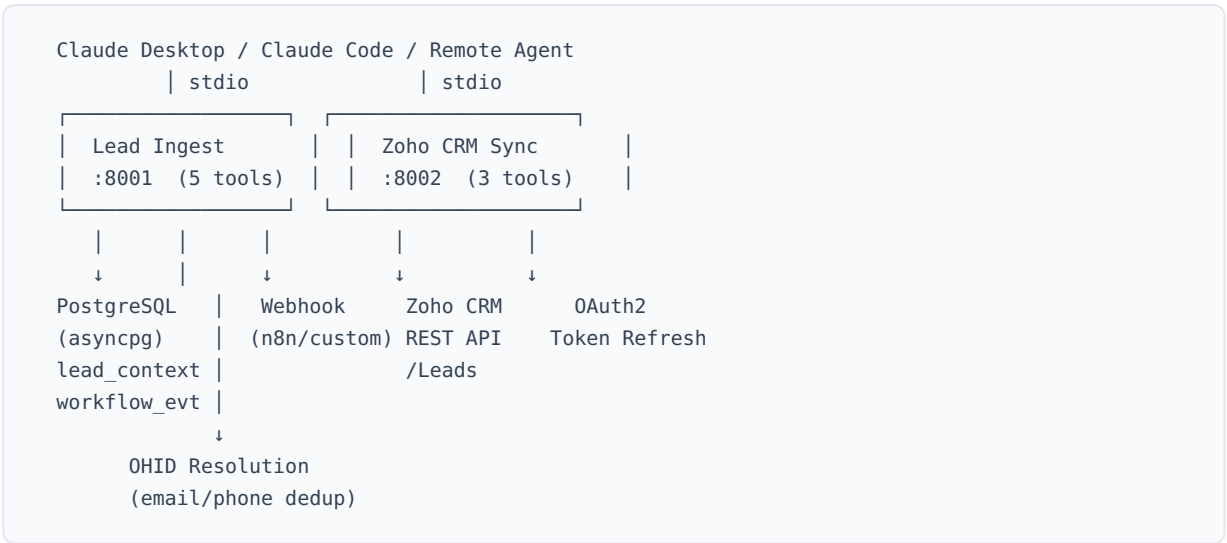 Claude Desktop / Claude Code / Remote Agent
         │ stdio              │ stdio
┌──────────────────┐  ┌────────────────────┐
│  Lead Ingest       │  │  Zoho CRM Sync       │
│  :8001  (5 tools)  │  │  :8002  (3 tools)    │
└──────────────────┘  └────────────────────┘
   │      │      │          │          │
   ↓      │      ↓          ↓          ↓
PostgreSQL   │   Webhook     Zoho CRM      OAuth2
(asyncpg)    │  (n8n/custom) REST API    Token Refresh
lead_context │               /Leads
workflow_evt │
             ↓
      OHID Resolution
      (email/phone dedup)